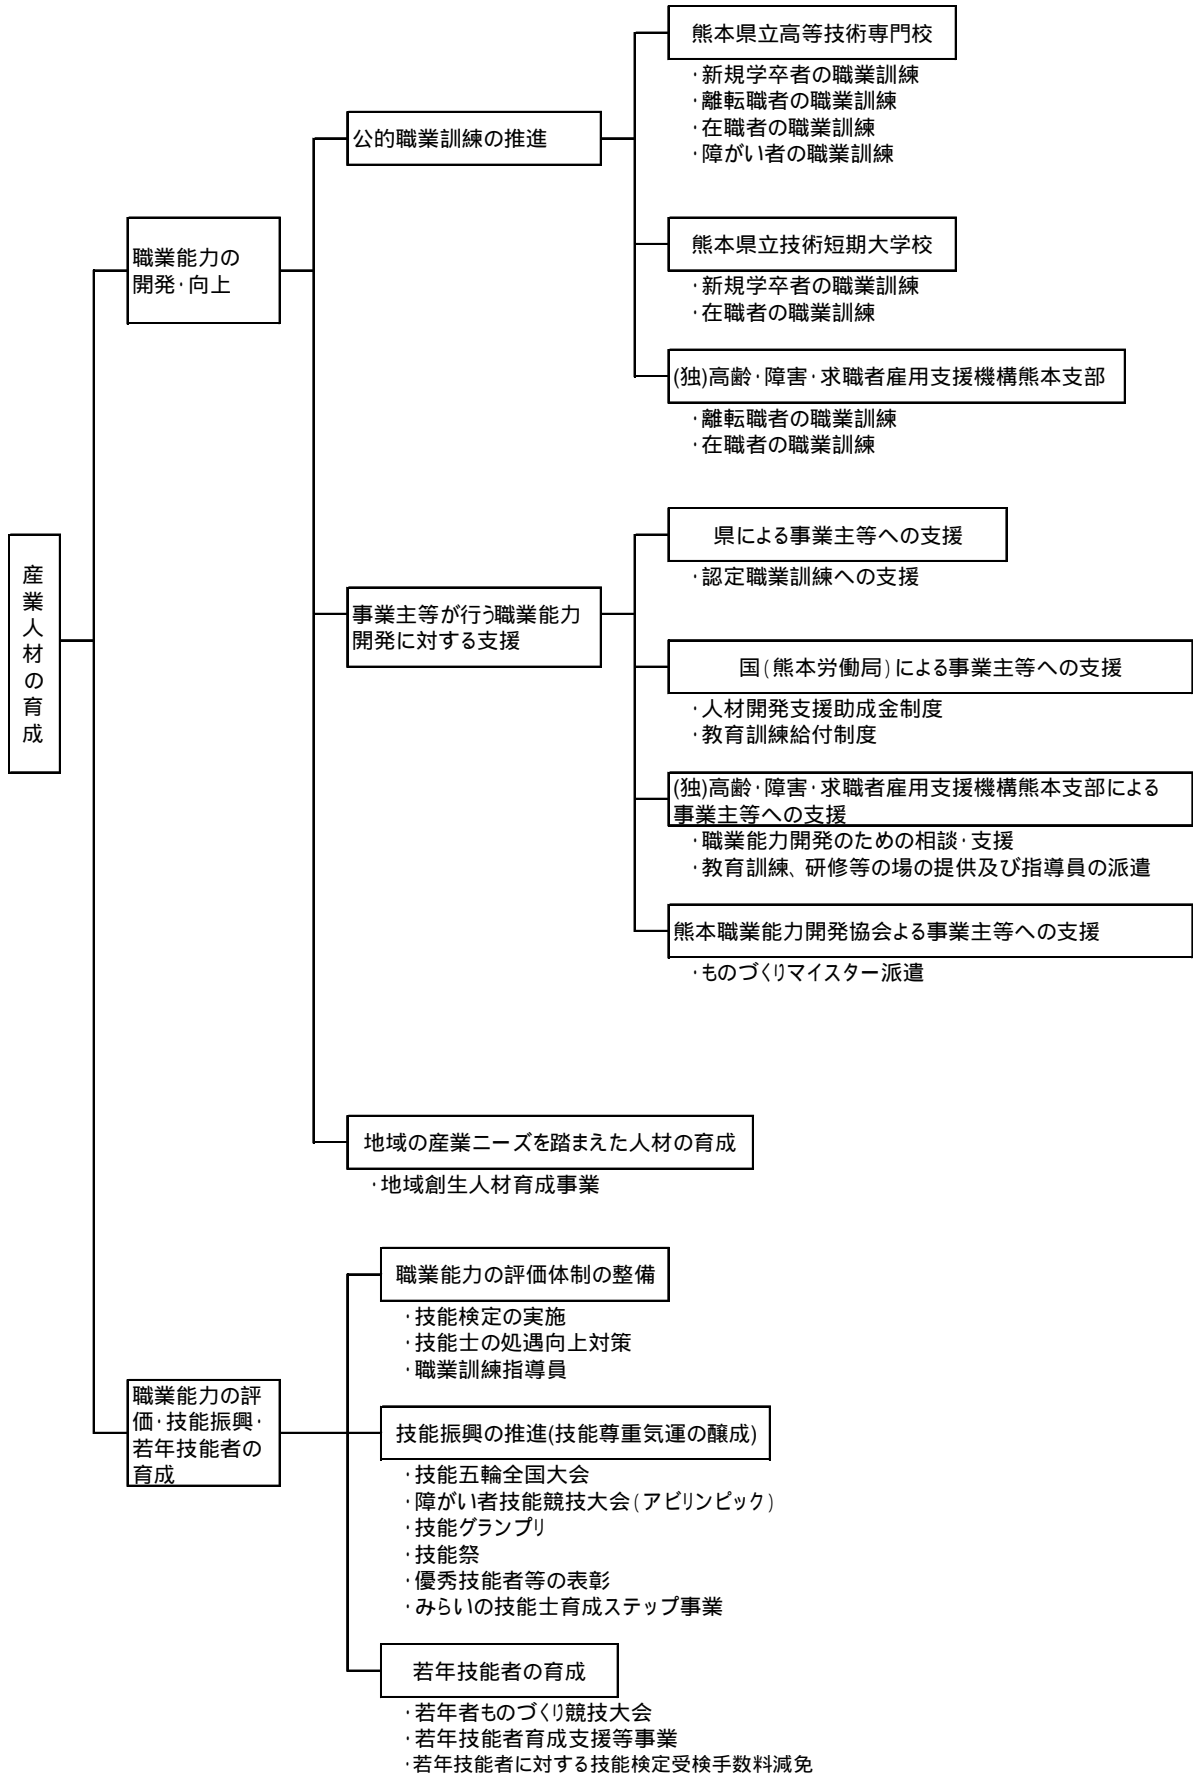 産業人材の育成
職業能力の
開発・向上
公的職業訓練の推進
熊本県立高等技術専門校
・新規学卒者の職業訓練
・離転職者の職業訓練
・在職者の職業訓練
・障がい者の職業訓練
熊本県立技術短期大学校
・新規学卒者の職業訓練
・在職者の職業訓練
(独)高齢・障害・求職者雇用支援機構熊本支部
・離転職者の職業訓練
・在職者の職業訓練
事業主等が行う職業能力
開発に対する支援
県による事業主等への支援
・認定職業訓練への支援
国(熊本労働局)による事業主等への支援
・人材開発支援助成金制度
・教育訓練給付制度
(独)高齢・障害・求職者雇用支援機構熊本支部による
事業主等への支援
・職業能力開発のための相談・支援
・教育訓練、研修等の場の提供及び指導員の派遣
熊本職業能力開発協会よる事業主等への支援
・ものづくりマイスター派遣
地域の産業ニーズを踏まえた人材の育成
・地域創生人材育成事業
職業能力の評
価・技能振興・
若年技能者の
育成
職業能力の評価体制の整備
・技能検定の実施
・技能士の処遇向上対策
・職業訓練指導員
技能振興の推進(技能尊重気運の醸成)
・技能五輪全国大会
・障がい者技能競技大会(アビリンピック)
・技能グランプリ
・技能祭
・優秀技能者等の表彰
・みらいの技能士育成ステップ事業
若年技能者の育成
・若年者ものづくり競技大会
・若年技能者育成支援等事業
・若年技能者に対する技能検定受検手数料減免